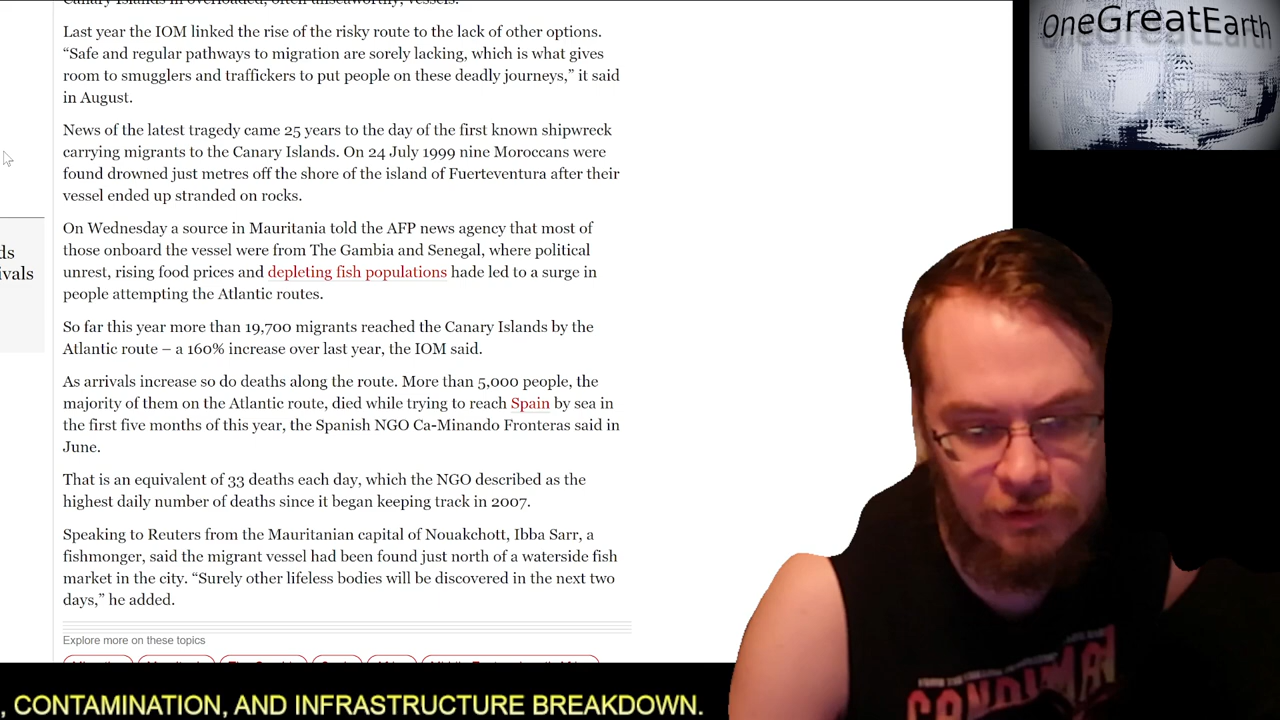 Canary Islands in overloaded, often unseaworthy, vessels.
OneGreatEarth
Last year the IOM linked the rise of the risky route to the lack of other options.
“Safe and regular pathways to migration are sorely lacking, which is what gives
room to smugglers and traffickers to put people on these deadly journeys,” it said
in August.
News of the latest tragedy came 25 years to the day of the first known shipwreck
carrying migrants to the Canary Islands. On 24 July 1999 nine Moroccans were
found drowned just metres off the shore of the island of Fuerteventura after their
vessel ended up stranded on rocks.
On Wednesday a source in Mauritania told the AFP news agency that most of
those onboard the vessel were from The Gambia and Senegal, where political
unrest, rising food prices and depleting fish populations hade led to a surge in
people attempting the Atlantic routes.
So far this year more than 19,700 migrants reached the Canary Islands by the
Atlantic route – a 160% increase over last year, the IOM said.
As arrivals increase so do deaths along the route. More than 5,000 people, the
majority of them on the Atlantic route, died while trying to reach Spain by sea in
the first five months of this year, the Spanish NGO Ca-Minando Fronteras said in
June.
That is an equivalent of 33 deaths each day, which the NGO described as the
highest daily number of deaths since it began keeping track in 2007.
Speaking to Reuters from the Mauritanian capital of Nouakchott, Ibba Sarr, a
fishmonger, said the migrant vessel had been found just north of a waterside fish
market in the city. “Surely other lifeless bodies will be discovered in the next two
days,” he added.
Explore more on these topics
ds
ivals
, CONTAMINATION, AND INFRASTRUCTURE BREAKDOWN.